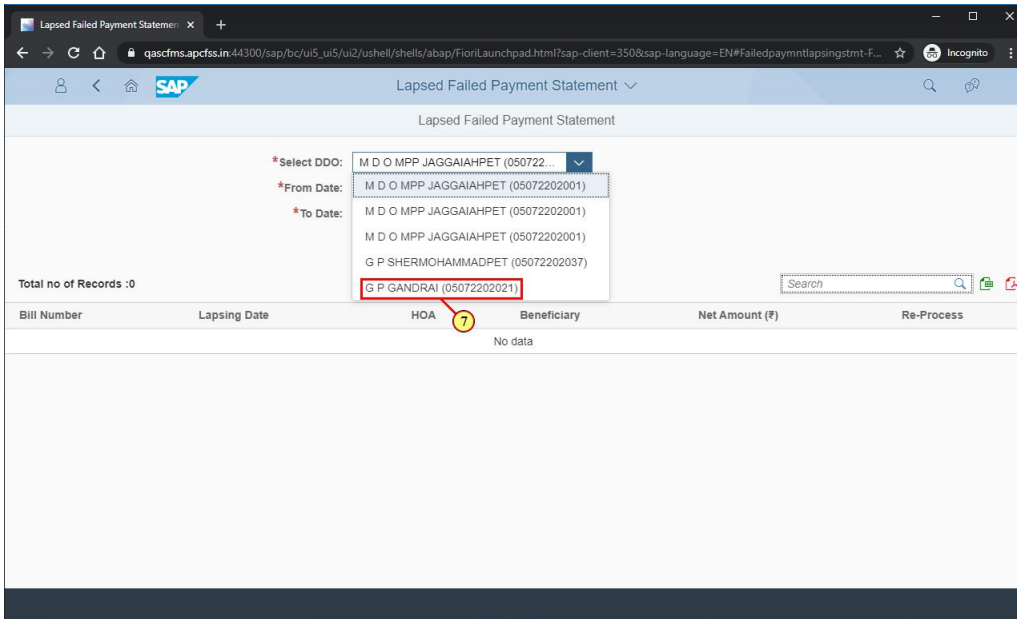 Lapsed Failed Payment Statemen
qascfms.apcfss.in:44300/sap/bc/ui5_ui5/ui2/ushell/shells/abap/FioriLaunchpad.html?sap-client=350&sap-language=EN#Failedpaymntlapsingstmt-F... Incognito
SAP Lapsed Failed Payment Statement
Lapsed Failed Payment Statement
*Select DDO: M D O MPP JAGGAIAHPET (050722...
*From Date: M D O MPP JAGGAIAHPET (05072202001)
*To Date: M D O MPP JAGGAIAHPET (05072202001)
M D O MPP JAGGAIAHPET (05072202001)
G P SHERMOHAMMADPET (05072202037)
Total no of Records :0 G P GANDRAI (05072202021) Search
Bill Number Lapsing Date HOA 7 Beneficiary Net Amount (₹) Re-Process
No data